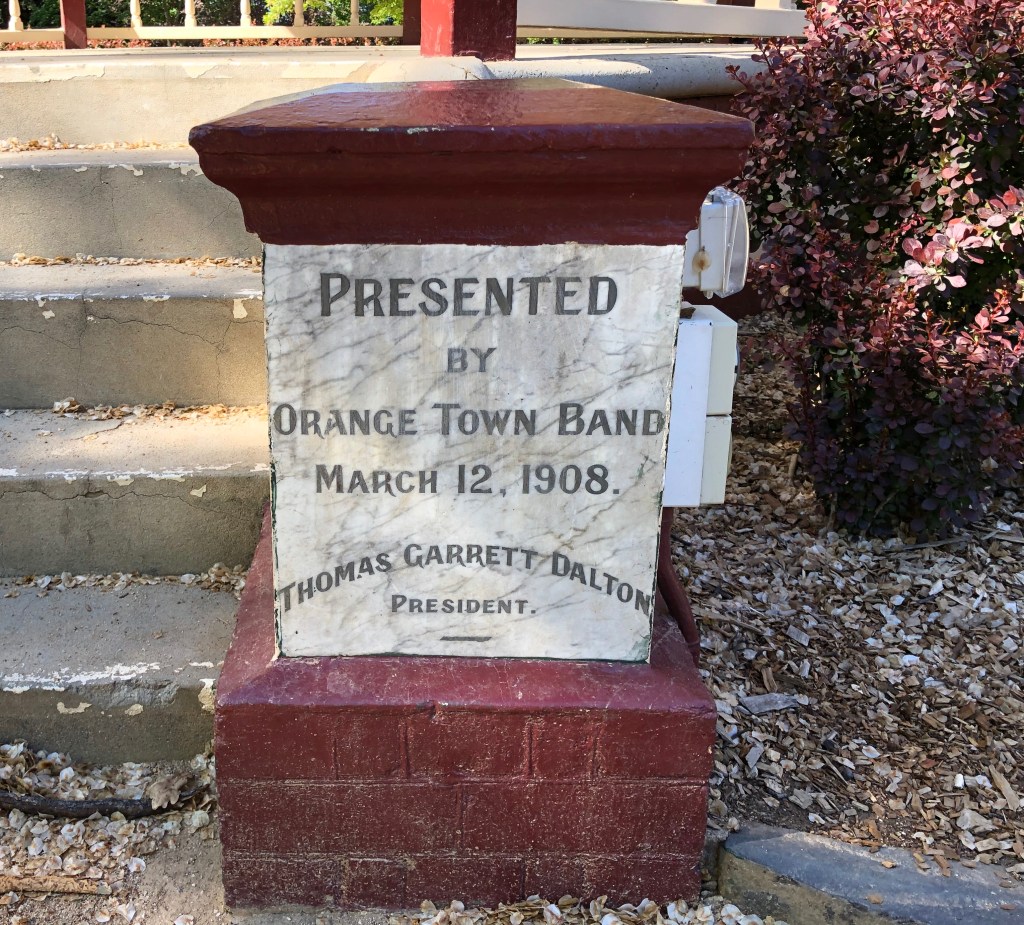 PRESENTED
BY
ORANGE TOWN BAND
MARCH 12, 1908.
THOMAS GARRETT DALTON
PRESIDENT.